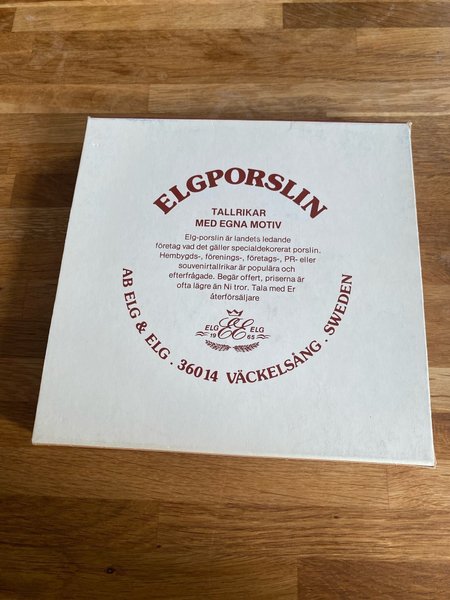 ELGPORSLIN
TALLRIKAR
MED EGNA MOTIV
Elg-porslin är landets ledande
företag vad det gäller specialdekorerat porslin.
Hembygds-, förenings-, företags-, PR- eller
souvenirtallrikar är populära och
efterfrågade. Begär offert, priserna är
ofta lägre än Ni tror. Tala med Er
återförsäljare
ELG EE ELG
19 65
AB ELG & ELG . 360 14 VÄCKELSÅNG . SWEDEN